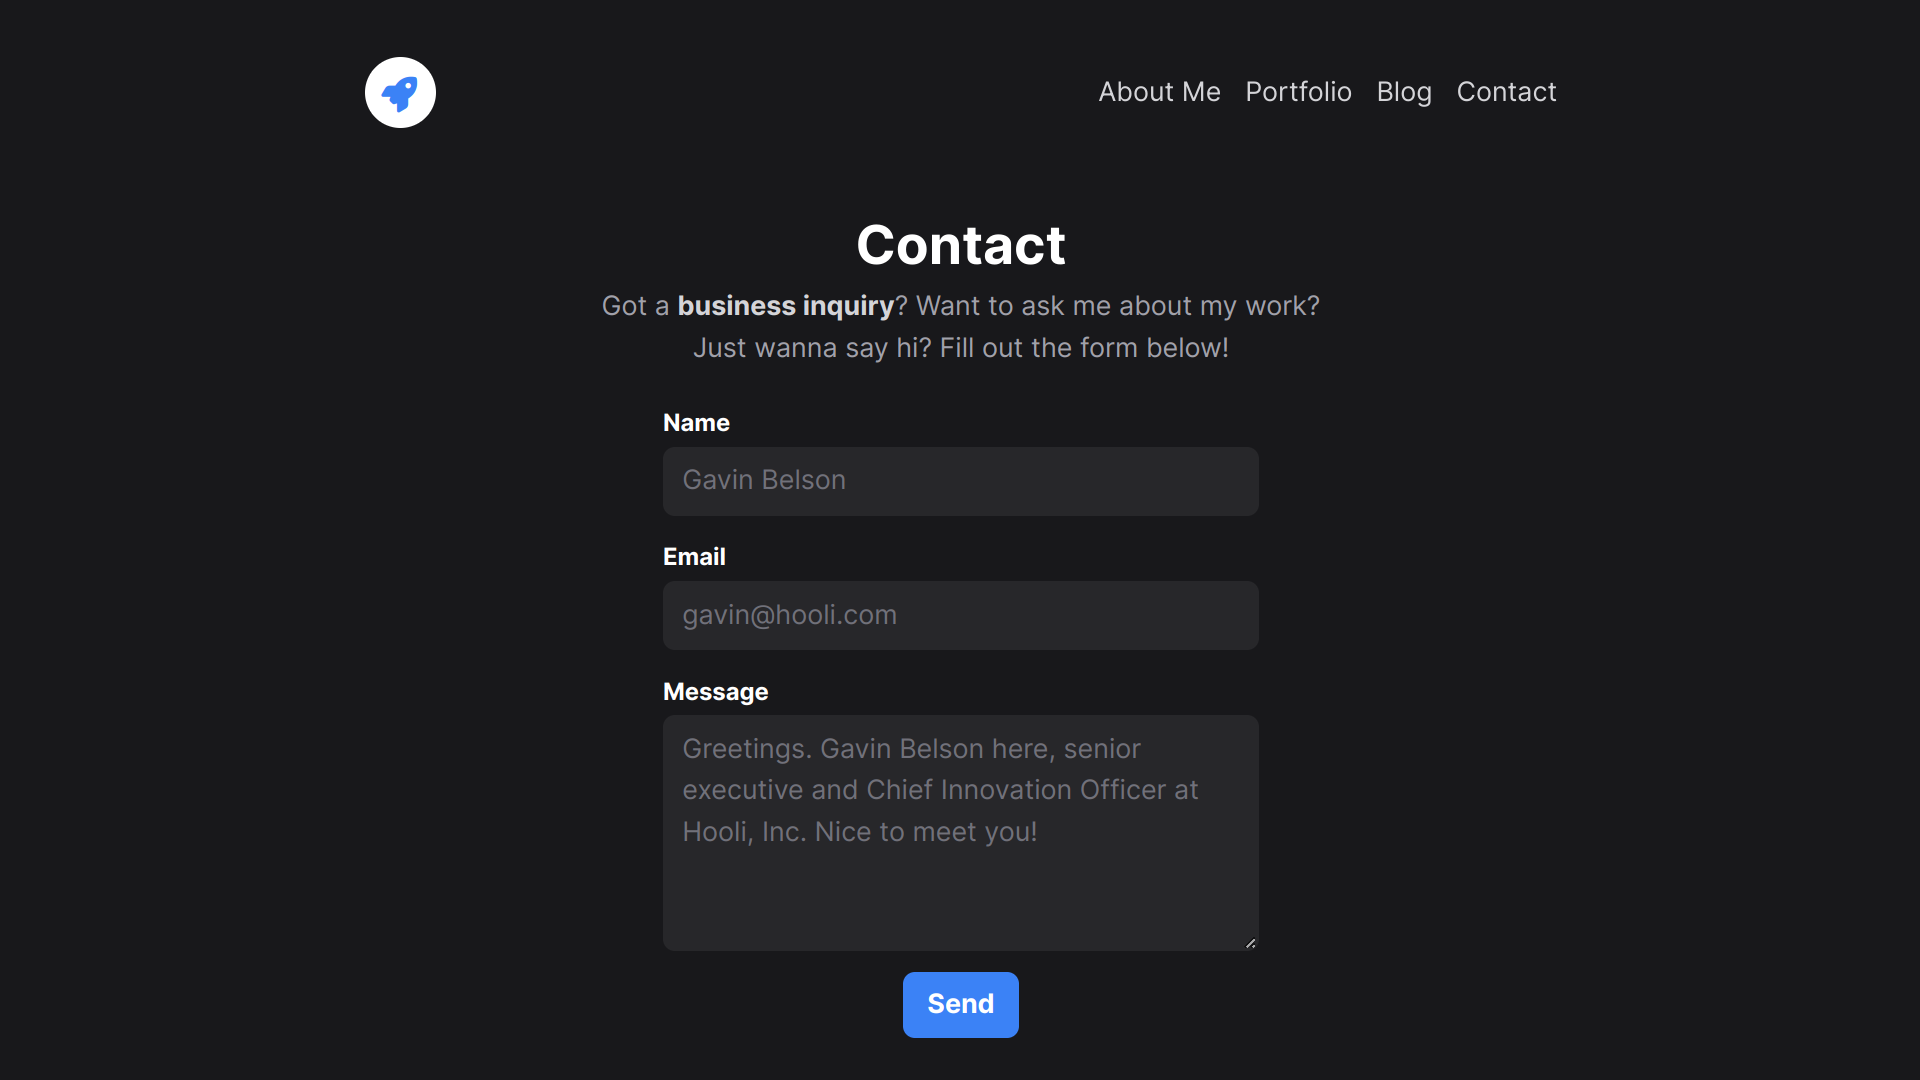 About Me Portfolio Blog Contact
Contact
Got a business inquiry? Want to ask me about my work?
Just wanna say hi? Fill out the form below!
Name
Gavin Belson
Email
gavin@hooli.com
Message
Greetings. Gavin Belson here, senior
executive and Chief Innovation Officer at
Hooli, Inc. Nice to meet you!
Send